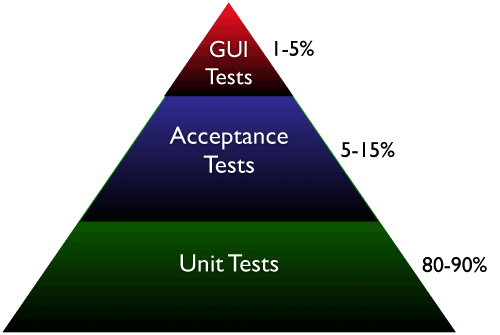 GUI
Tests
1-5%
Acceptance
Tests
5-15%
Unit Tests
80-90%